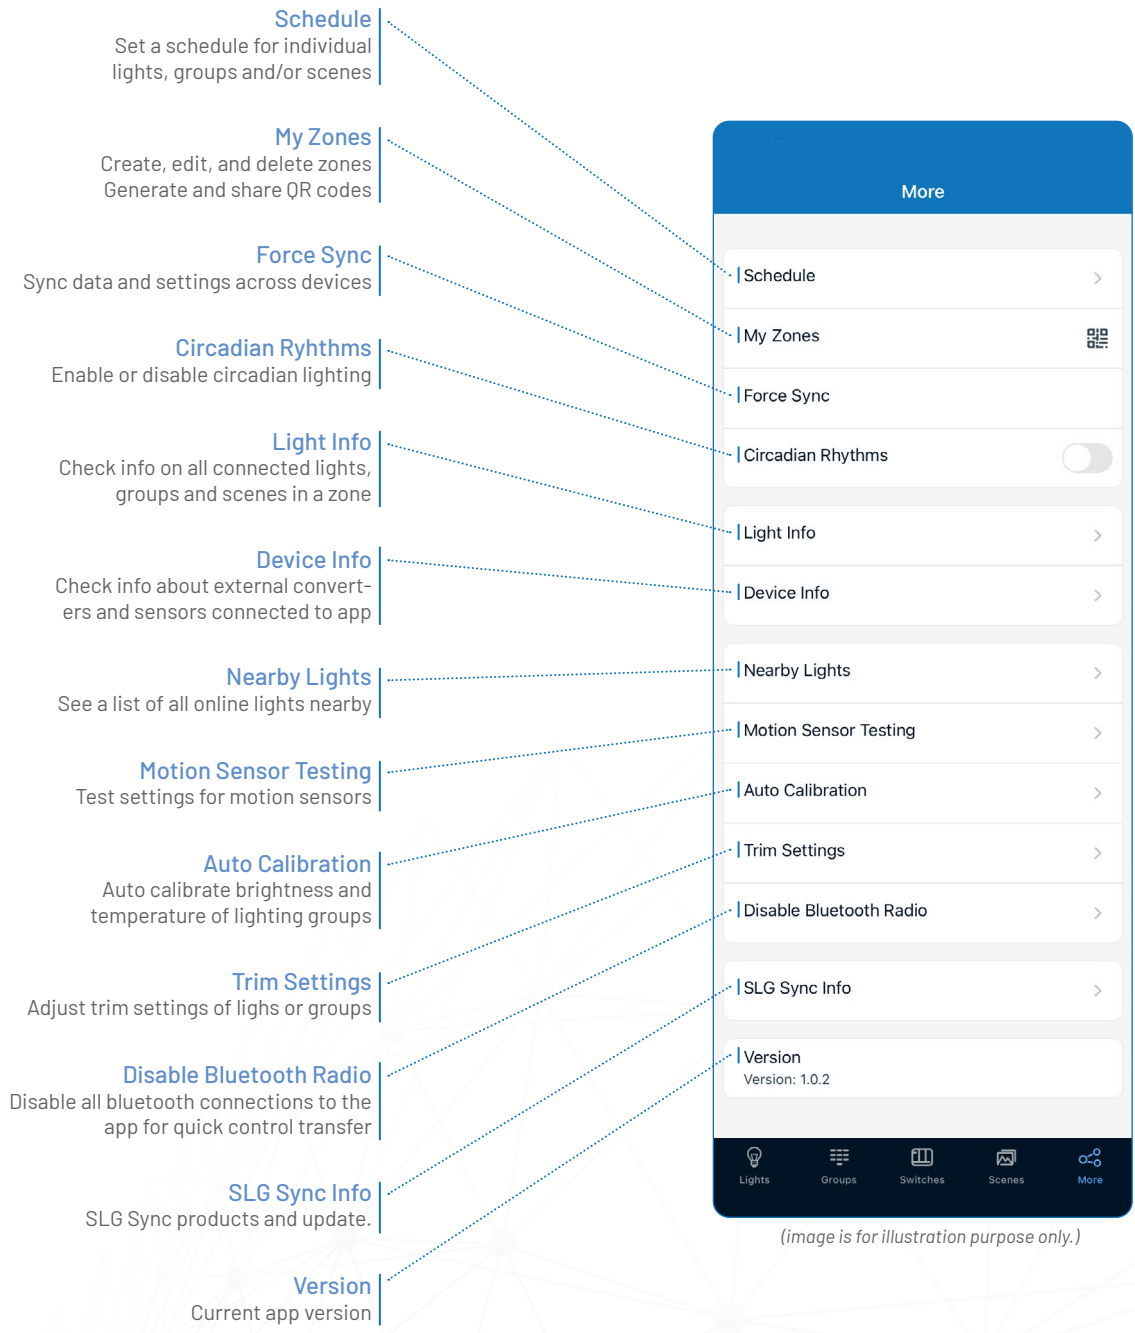 Schedule
Set a schedule for individual
lights, groups and/or scenes
My Zones
Create, edit, and delete zones
Generate and share QR codes
Force Sync
Sync data and settings across devices
Circadian Ryhthms
Enable or disable circadian lighting
Light Info
Check info on all connected lights,
groups and scenes in a zone
Device Info
Check info about external convert-
ers and sensors connected to app
Nearby Lights
See a list of all online lights nearby
Motion Sensor Testing
Test settings for motion sensors
Auto Calibration
Auto calibrate brightness and
temperature of lighting groups
Trim Settings
Adjust trim settings of lighs or groups
Disable Bluetooth Radio
Disable all bluetooth connections to the
app for quick control transfer
SLG Sync Info
SLG Sync products and update.
Version
Current app version
More
Schedule
My Zones
Force Sync
Circadian Rhythms
Light Info
Device Info
Nearby Lights
Motion Sensor Testing
Auto Calibration
Trim Settings
Disable Bluetooth Radio
SLG Sync Info
Version
Version: 1.0.2
Lights
Groups
Switches
Scenes
More
(image is for illustration purpose only.)